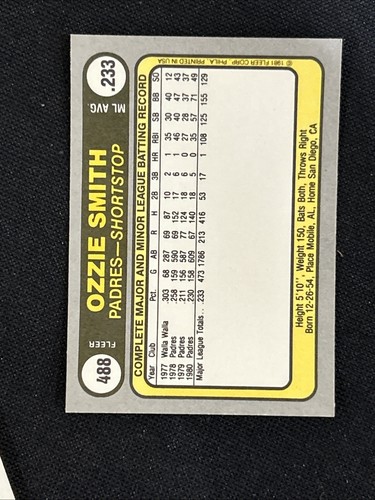 488 FLEER
OZZIE SMITH
PADRES—SHORTSTOP
ML AVG. .233
COMPLETE MAJOR AND MINOR LEAGUE BATTING RECORD
Year Club Pct. G AB R H 2B 3B HR RBI SB BB SO
1977 Walla Walla .303 68 287 69 87 10 2 1 35 30 40 12
1978 Padres .258 159 590 69 152 17 6 1 46 40 47 43
1979 Padres .211 156 587 77 124 18 6 0 27 28 37 37
1980 Padres .230 158 609 67 140 18 5 0 35 57 71 49
Major League Totals . . .233 473 1786 213 416 53 17 1 108 125 155 129
Height 5'10", Weight 150, Bats Both, Throws Right
Born 12-26-54, Place Mobile, AL, Home San Diego, CA
© 1981 FLEER CORP. PHILA. PRINTED IN USA